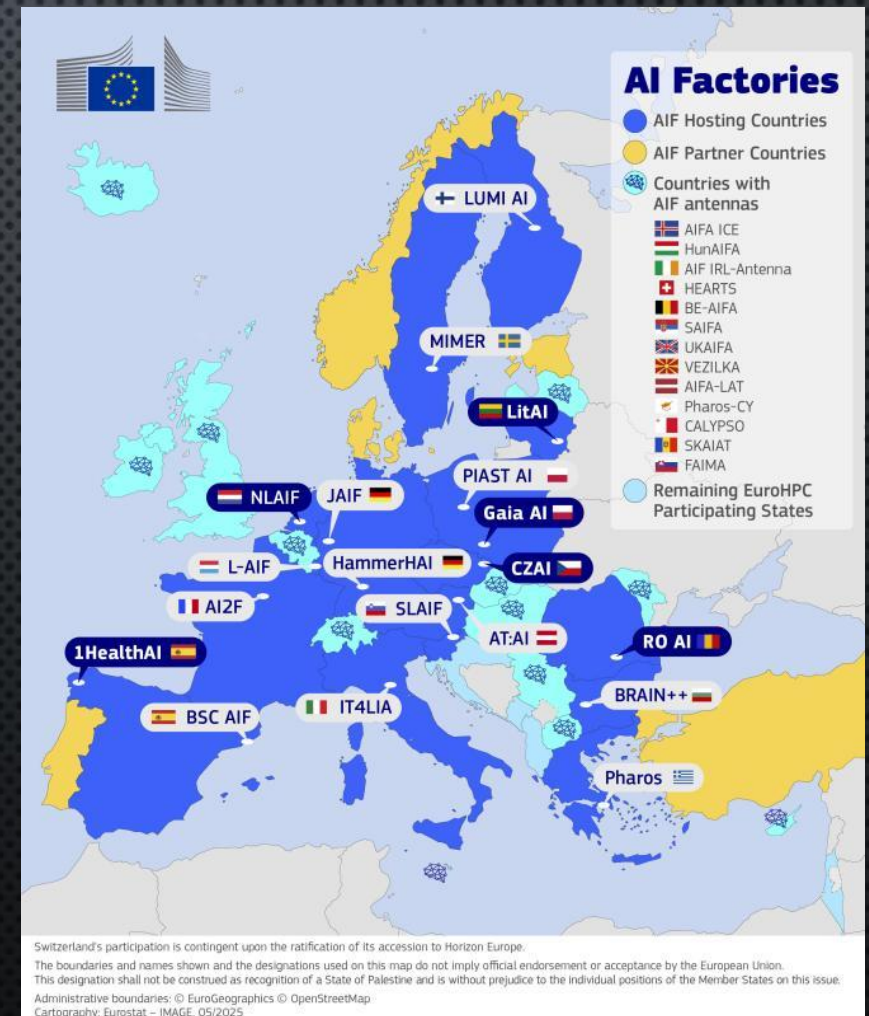 AI Factories
AIF Hosting Countries
AIF Partner Countries
Countries with
AIF antennas
AIFA ICE
HunAIFA
AIF IRL-Antenna
HEARTS
BE-AIFA
SAIFA
UKAIFA
VEZILKA
AIFA-LAT
Pharos-CY
CALYPSO
SKAIAT
FAIMA
Remaining EuroHPC
Participating States
LUMI AI
MIMER
LitAI
PIAST AI
NLAIF
JAIF
Gaia AI
L-AIF
HammerHAI
CZAI
AI2F
SLAIF
AT:AI
RO AI
1HealthAI
BRAIN++
BSC AIF
IT4LIA
Pharos
Switzerland's participation is contingent upon the ratification of its accession to Horizon Europe.
The boundaries and names shown and the designations used on this map do not imply official endorsement or acceptance by the European Union.
This designation shall not be construed as recognition of a State of Palestine and is without prejudice to the individual positions of the Member States on this issue.
Administrative boundaries: © EuroGeographics © OpenStreetMap
Cartography: Eurostat – IMAGE, 05/2025